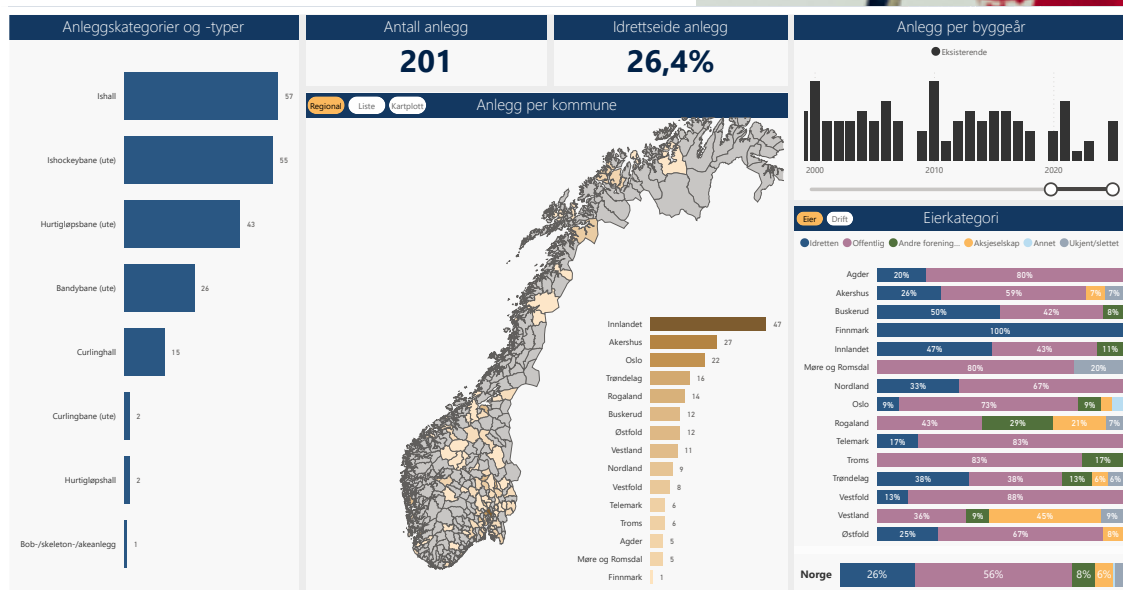 Anleggskategorier og -typer
Ishall
57
Ishockeybane (ute)
55
Hurtigløpsbane (ute)
43
Bandybane (ute)
26
Curlinghall
15
Curlingbane (ute)
2
Hurtigløpshall
2
Bob-/skeleton-/akeanlegg
1
Antall anlegg
201
Idrettseide anlegg
26,4%
Regional Liste Kartplott
Anlegg per kommune
Innlandet 47
Akershus 27
Oslo 22
Trøndelag 16
Rogaland 14
Buskerud 12
Østfold 12
Vestland 11
Nordland 9
Vestfold 8
Telemark 6
Troms 6
Agder 5
Møre og Romsdal 5
Finnmark 1
Anlegg per byggeår
Eksisterende
2000 2010 2020
Eier Drift
Eierkategori
Idretten Offentlig Andre forening... Aksjeselskap Annet Ukjent/slettet
Agder 20% 80%
Akershus 26% 59% 7% 7%
Buskerud 50% 42% 8%
Finnmark 100%
Innlandet 47% 43% 11%
Møre og Romsdal 80% 20%
Nordland 33% 67%
Oslo 9% 73% 9%
Rogaland 43% 29% 21% 7%
Telemark 17% 83%
Troms 83% 17%
Trøndelag 38% 38% 13% 6% 6%
Vestfold 13% 88%
Vestland 36% 9% 45% 9%
Østfold 25% 67% 8%
Norge 26% 56% 8% 6%